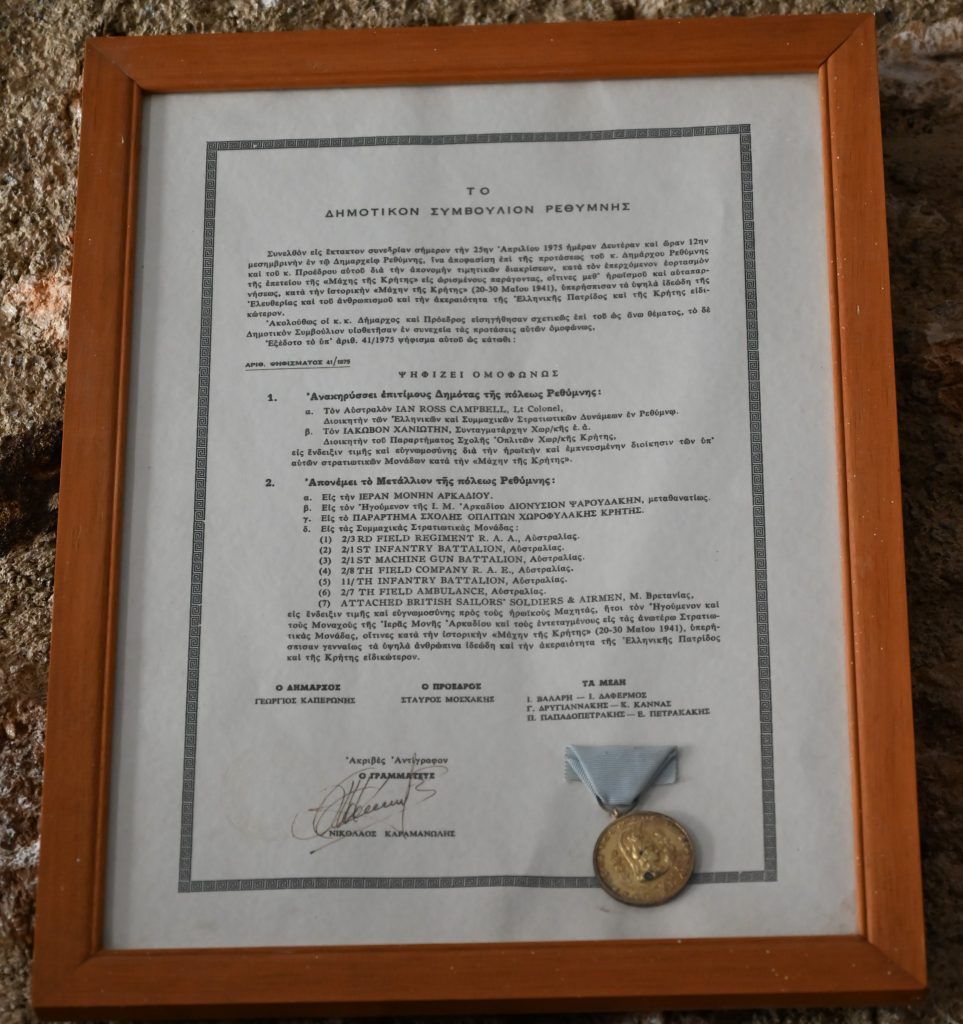 ΤΟ
ΔΗΜΟΤΙΚΟΝ ΣΥΜΒΟΥΛΙΟΝ ΡΕΘΥΜΝΗΣ
Συνελθὸν εἰς ἔκτακτον συνεδρίαν σήμερον τὴν 25ην Ἀπριλίου 1975 ἡμέραν Δευτέραν καὶ ὥραν 12ην
μεσημβρινὴν ἐν τῷ Δημαρχείῳ Ρεθύμνης, ἵνα ἀποφασίση ἐπὶ τῆς προτάσεως τοῦ κ. Δημάρχου Ρεθύμνης
καὶ τοῦ κ. Προέδρου αὐτοῦ διὰ τὴν ἀπονομὴν τιμητικῶν διακρίσεων, κατὰ τὸν ἐπερχόμενον ἑορτασμὸν
τῆς ἐπετείου τῆς «Μάχης τῆς Κρήτης» εἰς ὡρισμένους παράγοντας, οἵτινες μεθ' ἡρωϊσμοῦ καὶ αὐταπαρ-
νήσεως, κατὰ τὴν ἱστορικὴν «Μάχην τῆς Κρήτης» (20-30 Μαΐου 1941), ὑπερήσπισαν τὰ ὑψηλὰ ἰδεώδη τῆς
Ἐλευθερίας καὶ τοῦ ἀνθρωπισμοῦ καὶ τὴν ἀκεραιότητα τῆς Ἑλληνικῆς Πατρίδος καὶ τῆς Κρήτης εἰδι-
κώτερον.
Ἀκολούθως οἱ κ.κ. Δήμαρχος καὶ Πρόεδρος εἰσηγήθησαν σχετικῶς ἐπὶ τοῦ ὡς ἄνω θέματος, τὸ δὲ
Δημοτικὸν Συμβούλιον υἱοθετῆσαν ἐν συνεχεία τὰς προτάσεις αὐτῶν ὁμοφώνως,
Ἐξέδοτο τὸ ὑπ' ἀριθ. 41/1975 ψήφισμα αὐτοῦ ὡς κάτωθι :
ΑΡΙΘ. ΨΗΦΙΣΜΑΤΟΣ 41/1975
ΨΗΦΙΖΕΙ ΟΜΟΦΩΝΩΣ
1. Ἀνακηρύσσει ἐπιτίμους Δημότας τῆς πόλεως Ρεθύμνης :
α. Τὸν Αὐστραλὸν IAN ROSS CAMPBELL, Lt Colonel,
Διοικητὴν τῶν Ἑλληνικῶν καὶ Συμμαχικῶν Στρατιωτικῶν Δυνάμεων ἐν Ρεθύμνῳ.
β. Τὸν ΙΑΚΩΒΟΝ ΧΑΝΙΩΤΗΝ, Συνταγματάρχην Χωρ/κῆς ἐ. ἀ.
Διοικητὴν τοῦ Παραρτήματος Σχολῆς Ὁπλιτῶν Χωρ/κῆς Κρήτης,
εἰς ἔνδειξιν τιμῆς καὶ εὐγνωμοσύνης διὰ τὴν ἡρωϊκὴν καὶ ἐμπνευσμένην διοίκησιν τῶν ὑπ'
αὐτῶν στρατιωτικῶν Μονάδων κατὰ τὴν «Μάχην τῆς Κρήτης».
2. Ἀπονέμει τὸ Μετάλλιον τῆς πόλεως Ρεθύμνης :
α. Εἰς τὴν ΙΕΡΑΝ ΜΟΝΗΝ ΑΡΚΑΔΙΟΥ.
β. Εἰς τὸν Ἡγούμενον τῆς Ι. Μ. Ἀρκαδίου ΔΙΟΝΥΣΙΟΝ ΨΑΡΟΥΔΑΚΗΝ, μεταθανατίως.
γ. Εἰς τὸ ΠΑΡΑΡΤΗΜΑ ΣΧΟΛΗΣ ΟΠΛΙΤΩΝ ΧΩΡΟΦΥΛΑΚΗΣ ΚΡΗΤΗΣ.
δ. Εἰς τὰς Συμμαχικὰς Στρατιωτικὰς Μονάδας :
(1) 2/3 RD FIELD REGIMENT R. A. A., Αὐστραλίας.
(2) 2/1 ST INFANTRY BATTALION, Αὐστραλίας.
(3) 2/1 ST MACHINE GUN BATTALION, Αὐστραλίας.
(4) 2/8 TH FIELD COMPANY R. A. E., Αὐστραλίας.
(5) 11/ TH INFANTRY BATTALION, Αὐστραλίας.
(6) 2/7 TH FIELD AMBULANCE, Αὐστραλίας.
(7) ATTACHED BRITISH SAILORS' SOLDIERS & AIRMEN, Μ. Βρετανίας,
εἰς ἔνδειξιν τιμῆς καὶ εὐγνωμοσύνης πρὸς τοὺς ἡρωϊκοὺς Μαχητάς, ἤτοι τὸν Ἡγούμενον καὶ
τοὺς Μοναχοὺς τῆς Ἱερᾶς Μονῆς Ἀρκαδίου καὶ τοὺς ἐντεταγμένους εἰς τὰς ἀνωτέρω Στρατιω-
τικὰς Μονάδας, οἵτινες κατὰ τὴν ἱστορικὴν «Μάχην τῆς Κρήτης» (20-30 Μαΐου 1941), ὑπερή-
σπισαν γενναίως τὰ ὑψηλὰ ἀνθρώπινα ἰδεώδη καὶ τὴν ἀκεραιότητα τῆς Ἑλληνικῆς Πατρίδος
καὶ τῆς Κρήτης εἰδικώτερον.
Ο ΔΗΜΑΡΧΟΣ Ο ΠΡΟΕΔΡΟΣ ΤΑ ΜΕΛΗ
ΓΕΩΡΓΙΟΣ ΚΑΠΕΡΩΝΗΣ ΣΤΑΥΡΟΣ ΜΟΣΧΑΚΗΣ Ι. ΒΑΛΑΡΗ — Ι. ΔΑΦΕΡΜΟΣ
Γ. ΔΡΥΓΙΑΝΝΑΚΗΣ — Κ. ΚΑΝΝΑΣ
Π. ΠΑΠΑΔΟΠΕΤΡΑΚΗΣ — Ε. ΠΕΤΡΑΚΑΚΗΣ
Ἀκριβὲς Ἀντίγραφον
Ο ΓΡΑΜΜΑΤΕΥΣ
ΝΙΚΟΛΑΟΣ ΚΑΡΑΜΑΝΩΛΗΣ